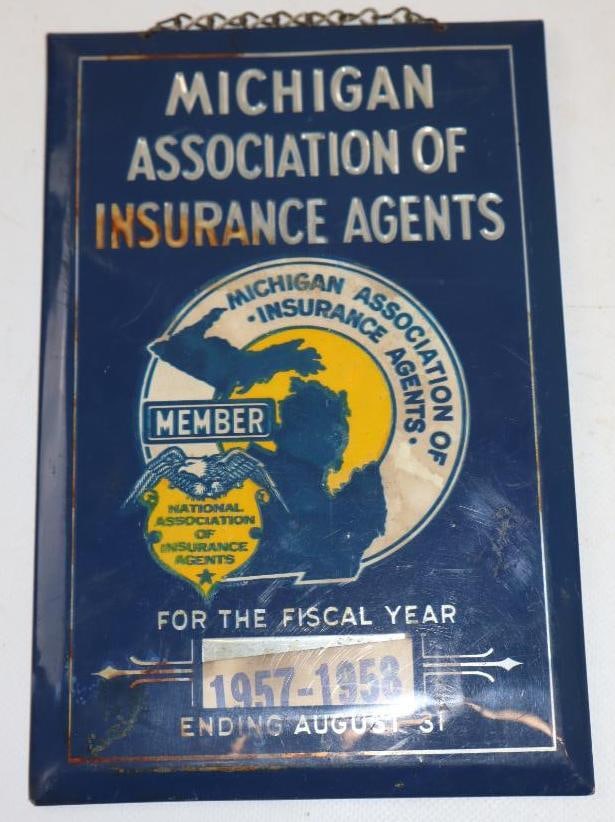 MICHIGAN
ASSOCIATION OF
INSURANCE AGENTS
MICHIGAN ASSOCIATION OF
· INSURANCE AGENTS ·
MEMBER
NATIONAL
ASSOCIATION
OF
INSURANCE
AGENTS
FOR THE FISCAL YEAR
1957-1958
ENDING AUGUST 31